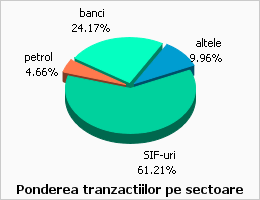 banci
24.17%
altele
9.96%
petrol
4.66%
SIF-uri
61.21%
Ponderea tranzactiilor pe sectoare